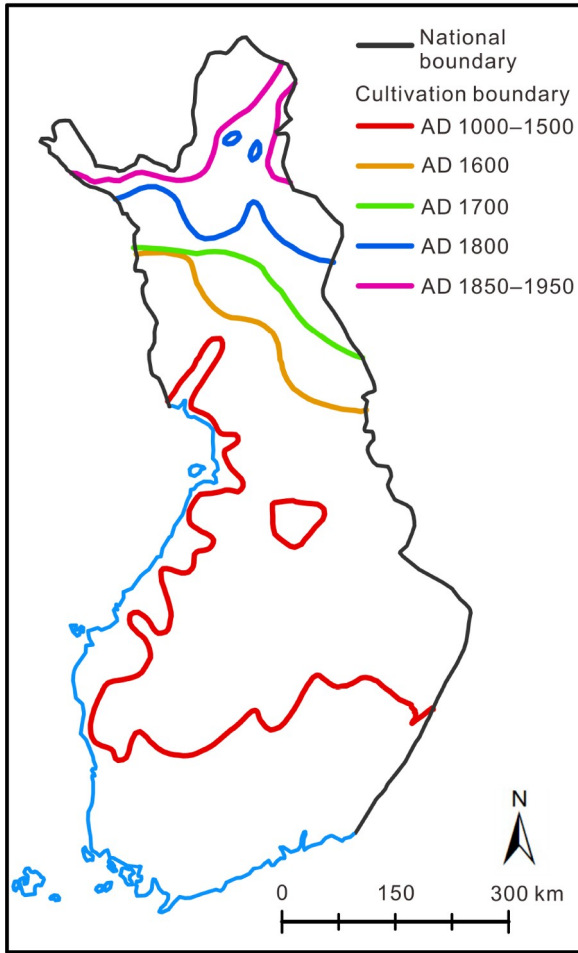 National
boundary
Cultivation boundary
AD 1000–1500
AD 1600
AD 1700
AD 1800
AD 1850–1950
N
0 150 300 km